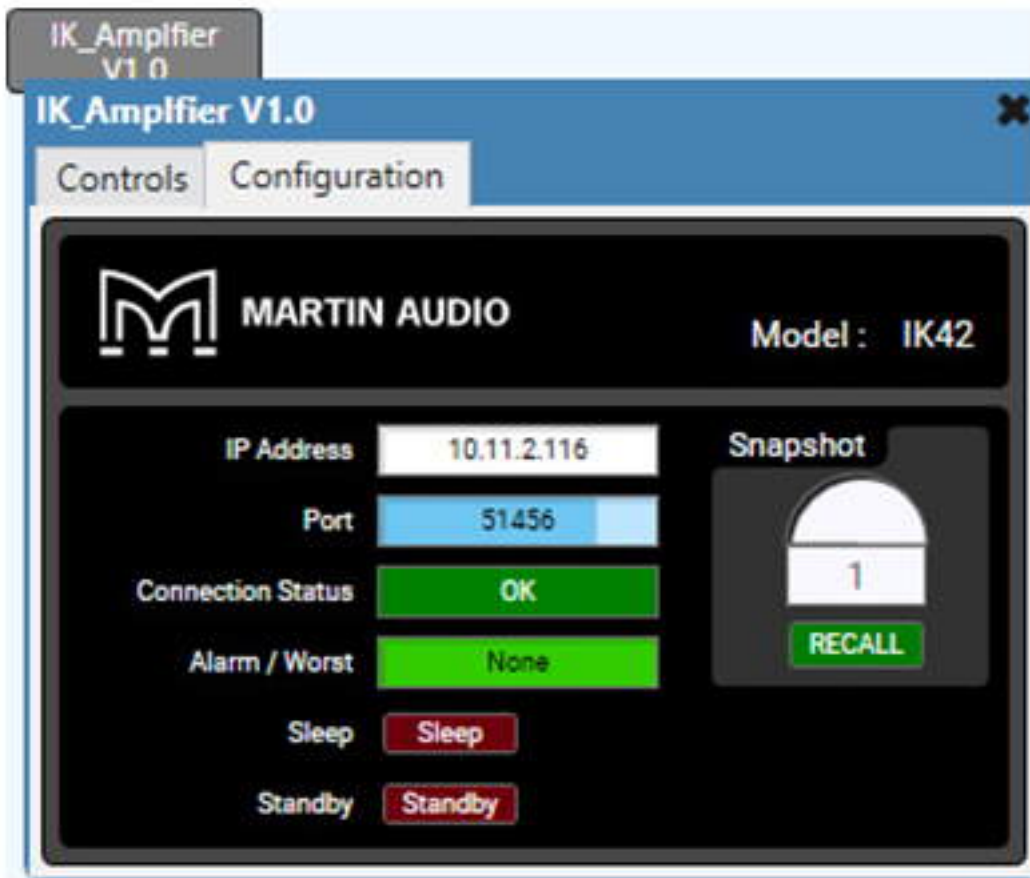 IK_Amplfier
V1.0
IK_Amplfier V1.0
Controls Configuration
MARTIN AUDIO
Model : IK42
IP Address 10.11.2.116
Snapshot
Port 51456
1
Connection Status OK
RECALL
Alarm / Worst None
Sleep Sleep
Standby Standby